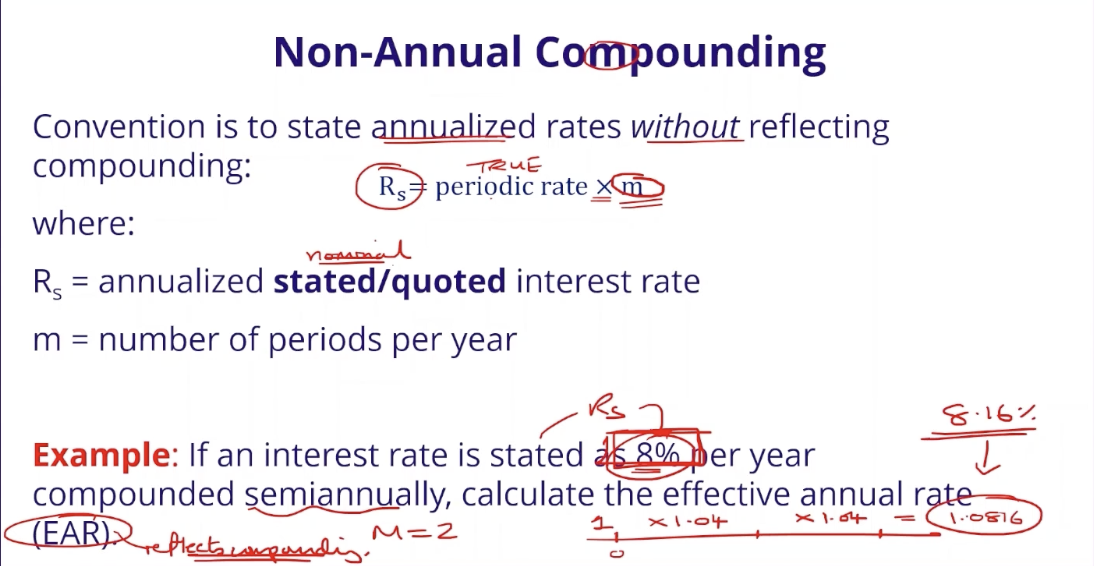 Non-Annual Compounding
Convention is to state annualized rates without reflecting
compounding:
TRUE
Rs = periodic rate × m
where:
nominal
Rs = annualized stated/quoted interest rate
m = number of periods per year
Rs
8.16%
Example: If an interest rate is stated as 8% per year
compounded semiannually, calculate the effective annual rate
(EAR).
reflects compounding.
M=2
1 ×1.04 ×1.04 = 1.0816
0